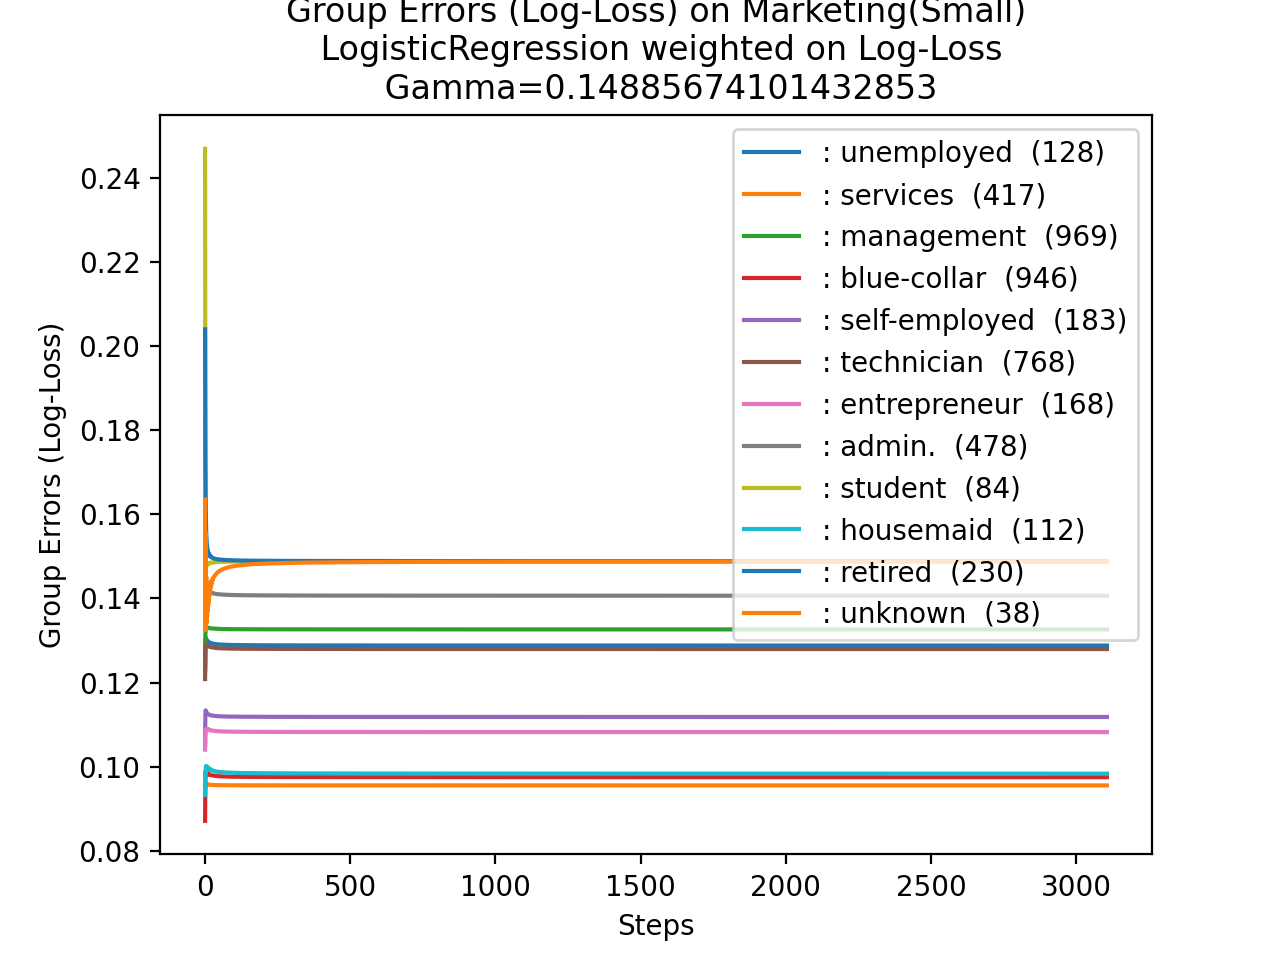 Group Errors (Log-Loss) on Marketing(Small)
LogisticRegression weighted on Log-Loss
Gamma=0.14885674101432853
0.24
0.22
0.20
0.18
0.16
0.14
0.12
0.10
0.08
Group Errors (Log-Loss)
: unemployed (128)
: services (417)
: management (969)
: blue-collar (946)
: self-employed (183)
: technician (768)
: entrepreneur (168)
: admin. (478)
: student (84)
: housemaid (112)
: retired (230)
: unknown (38)
0 500 1000 1500 2000 2500 3000
Steps